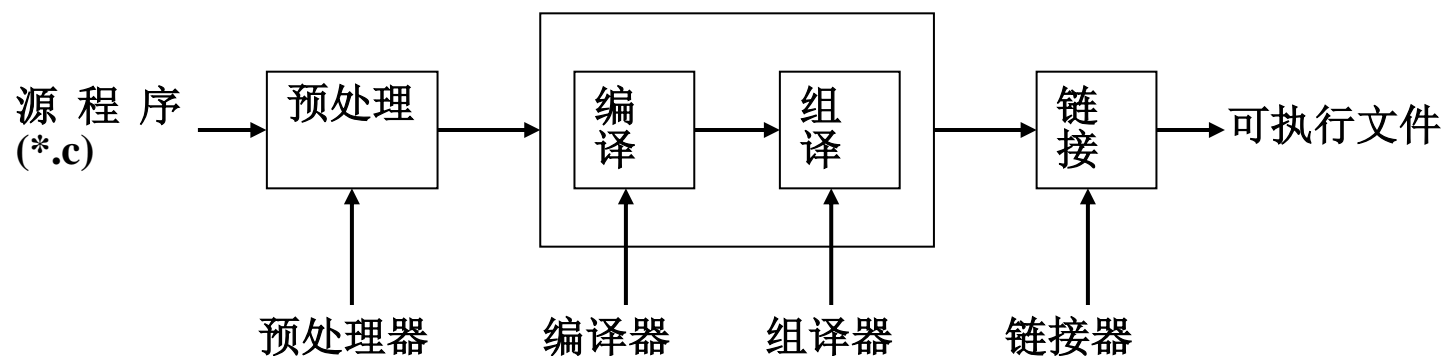 源 程 序
(*.c)
预处理
编
译
组
译
链
接
可执行文件
预处理器
编译器
组译器
链接器